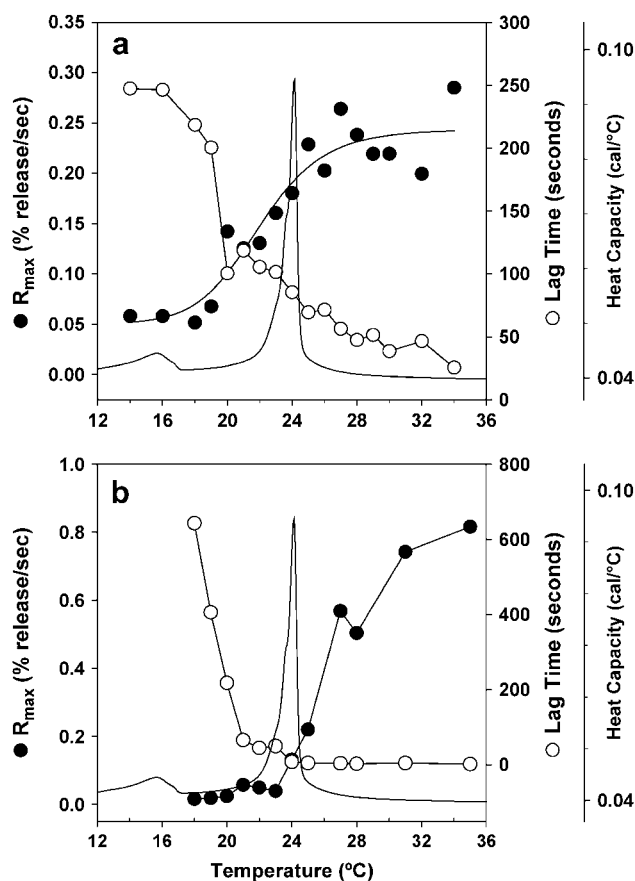 a
0.35
0.30
0.25
0.20
0.15
0.10
0.05
0.00
● Rmax (% release/sec)
300
250
200
150
100
50
0
○ Lag Time (seconds)
0.10
0.04
Heat Capacity (cal/°C)
12 16 20 24 28 32 36
b
1.0
0.8
0.6
0.4
0.2
0.0
● Rmax (% release/sec)
800
600
400
200
0
○ Lag Time (seconds)
0.10
0.04
Heat Capacity (cal/°C)
12 16 20 24 28 32 36
Temperature (ºC)